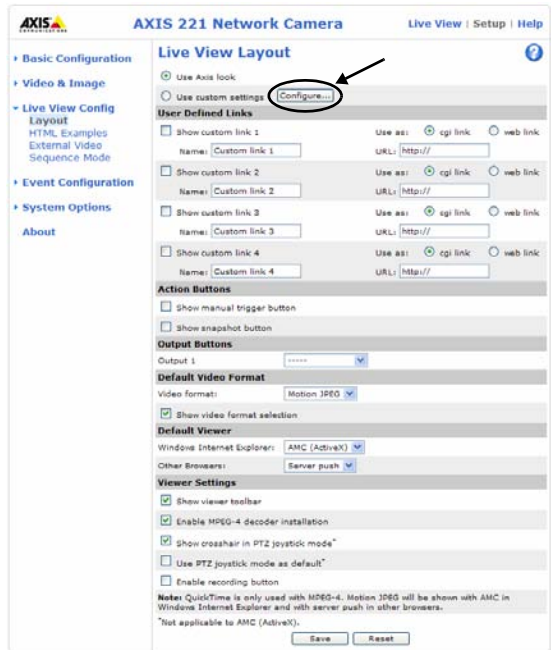 AXIS
COMMUNICATIONS
AXIS 221 Network Camera
Live View | Setup | Help
Basic Configuration
Video & Image
Live View Config
Layout
HTML Examples
External Video
Sequence Mode
Event Configuration
System Options
About
Live View Layout
?
Use Axis look
Use custom settings Configure...
User Defined Links
Show custom link 1 Use as: cgi link web link
Name: Custom link 1 URL: http://
Show custom link 2 Use as: cgi link web link
Name: Custom link 2 URL: http://
Show custom link 3 Use as: cgi link web link
Name: Custom link 3 URL: http://
Show custom link 4 Use as: cgi link web link
Name: Custom link 4 URL: http://
Action Buttons
Show manual trigger button
Show snapshot button
Output Buttons
Output 1 -----
Default Video Format
Video format: Motion JPEG
Show video format selection
Default Viewer
Windows Internet Explorer: AMC (ActiveX)
Other Browsers: Server push
Viewer Settings
Show viewer toolbar
Enable MPEG-4 decoder installation
Show crosshair in PTZ joystick mode*
Use PTZ joystick mode as default*
Enable recording button
Note: QuickTime is only used with MPEG-4. Motion JPEG will be shown with AMC in
Windows Internet Explorer and with server push in other browsers.
*Not applicable to AMC (ActiveX).
Save Reset